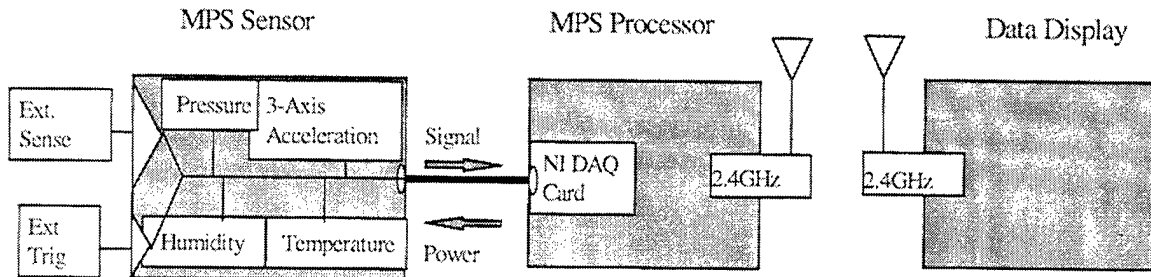 MPS Sensor
MPS Processor
Data Display
Ext.
Sense
Pressure
3-Axis
Acceleration
Signal
NI DAQ
Card
2.4GHz
2.4GHz
Ext
Trig
Humidity
Temperature
Power